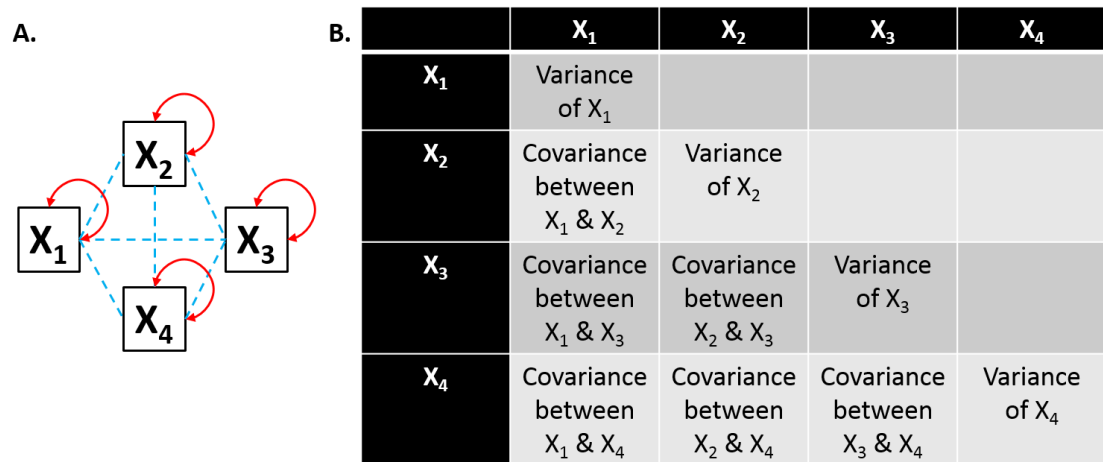 A.
X₂
X₁
X₃
X₄
B.
X₁ X₂ X₃ X₄
X₁
Variance
of X₁
X₂
Covariance
between
X₁ & X₂
Variance
of X₂
X₃
Covariance
between
X₁ & X₃
Covariance
between
X₂ & X₃
Variance
of X₃
X₄
Covariance
between
X₁ & X₄
Covariance
between
X₂ & X₄
Covariance
between
X₃ & X₄
Variance
of X₄